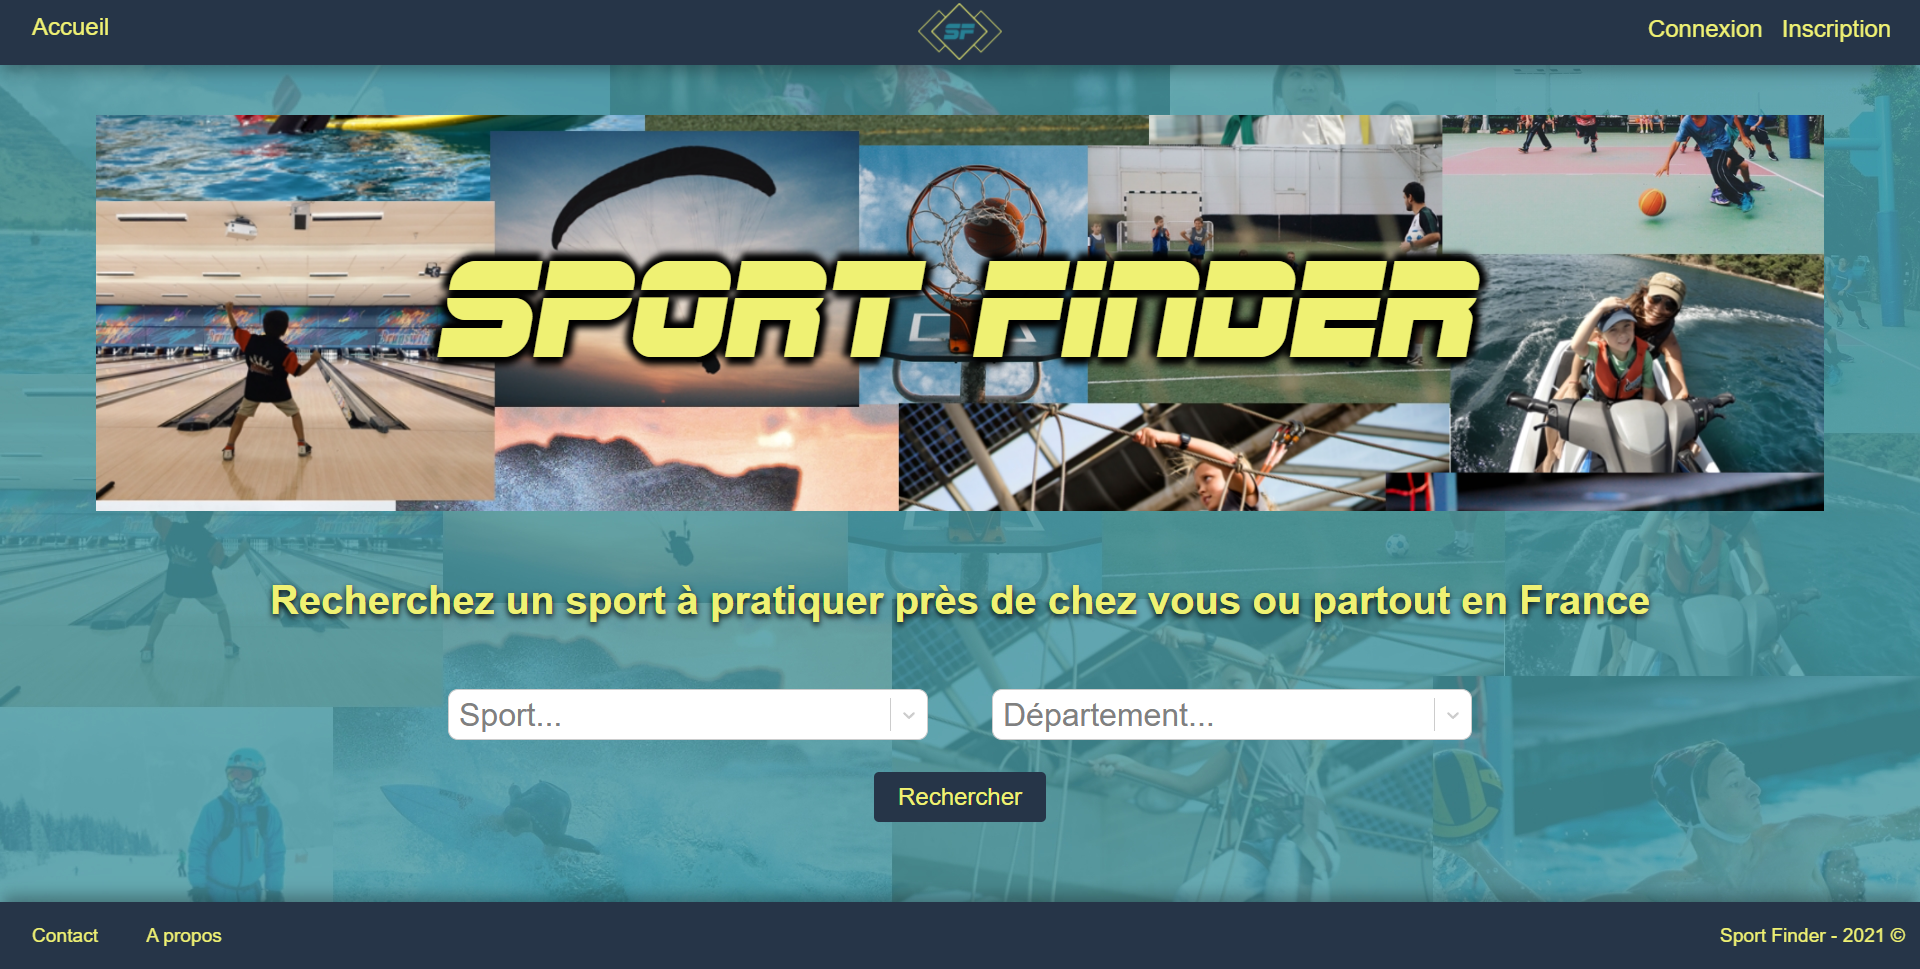 Accueil
SF
Connexion
Inscription
SPORT FINDER
Recherchez un sport à pratiquer près de chez vous ou partout en France
Sport...
Département...
Rechercher
Contact
A propos
Sport Finder - 2021 ©